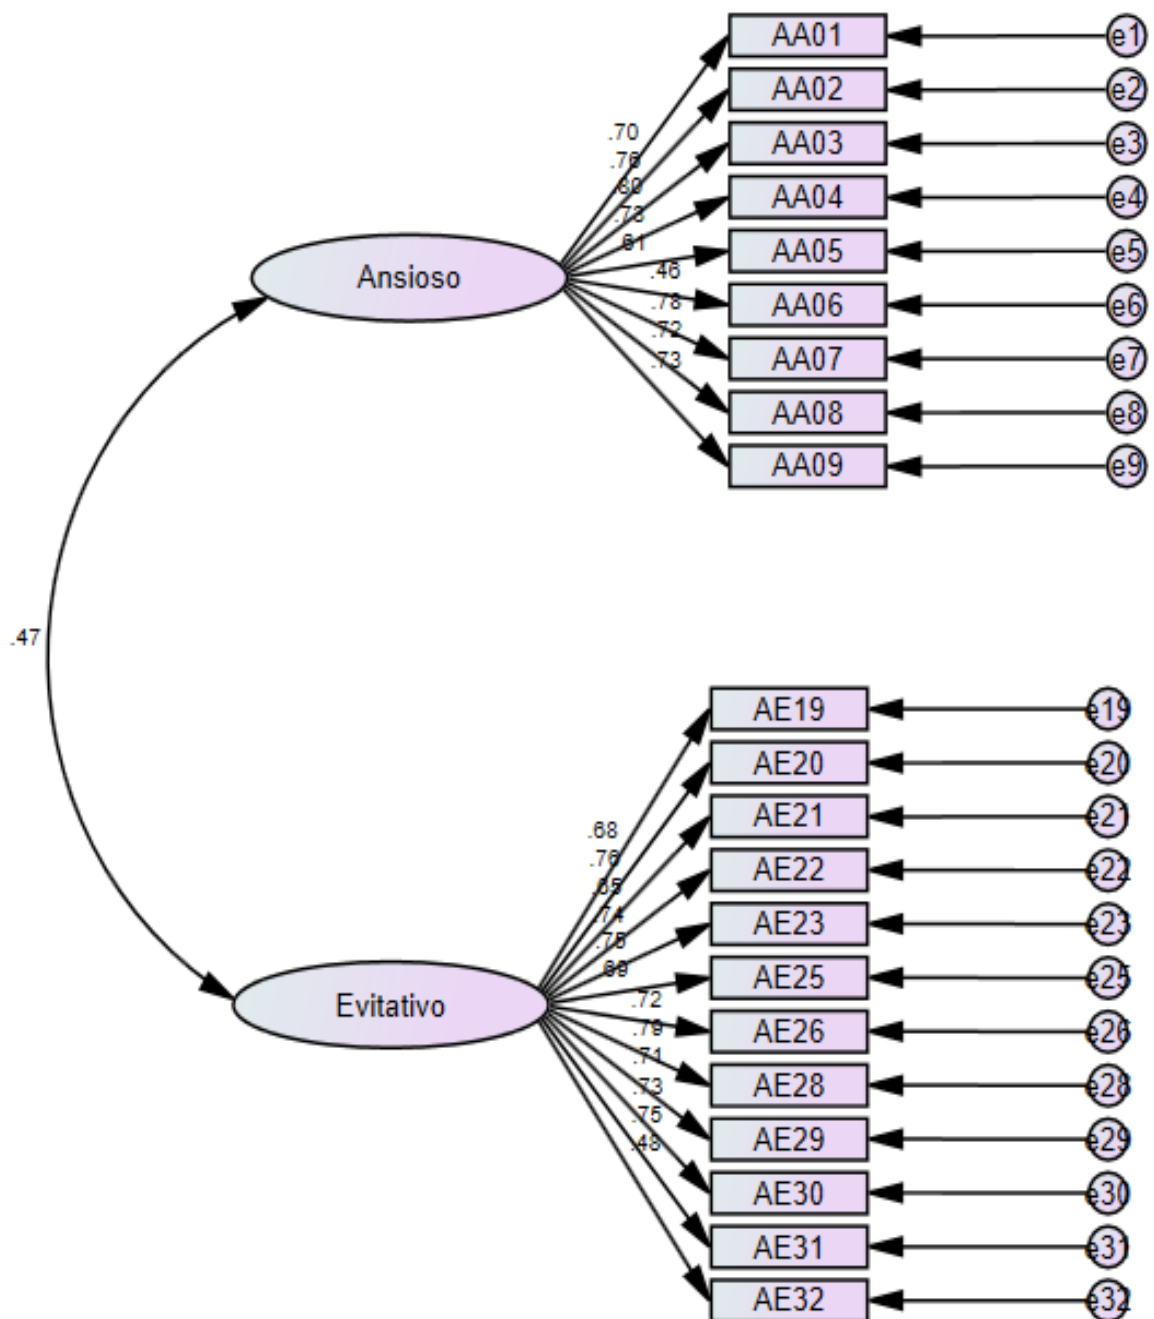 AA01
e1
AA02
e2
.70
AA03
e3
.76
.80
AA04
e4
.73
.61
AA05
e5
.46
Ansioso
.78
AA06
e6
.72
.73
AA07
e7
AA08
e8
AA09
e9
.47
AE19
e19
AE20
e20
AE21
e21
.68
.76
AE22
e22
.65
.74
AE23
e23
.75
.69
AE25
e25
.72
Evitativo
.79
AE26
e26
.71
.73
AE28
e28
.75
.48
AE29
e29
AE30
e30
AE31
e31
AE32
e32